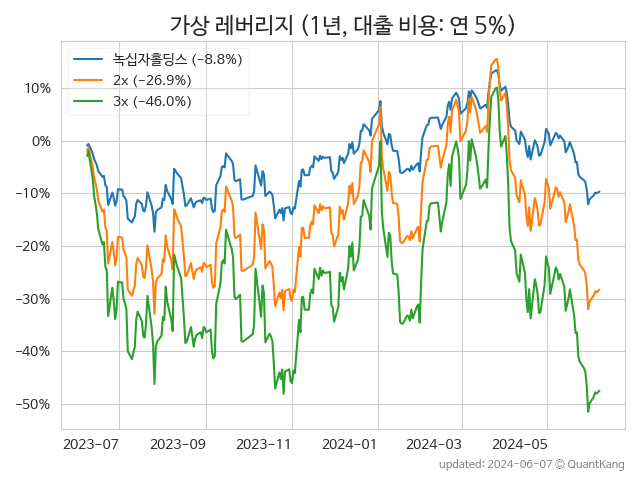 가상 레버리지 (1년, 대출 비용: 연 5%)
녹십자홀딩스 (−8.8%)
2x (−26.9%)
3x (−46.0%)
10%
0%
−10%
−20%
−30%
−40%
−50%
2023-07 2023-09 2023-11 2024-01 2024-03 2024-05
updated: 2024-06-07 © QuantKang